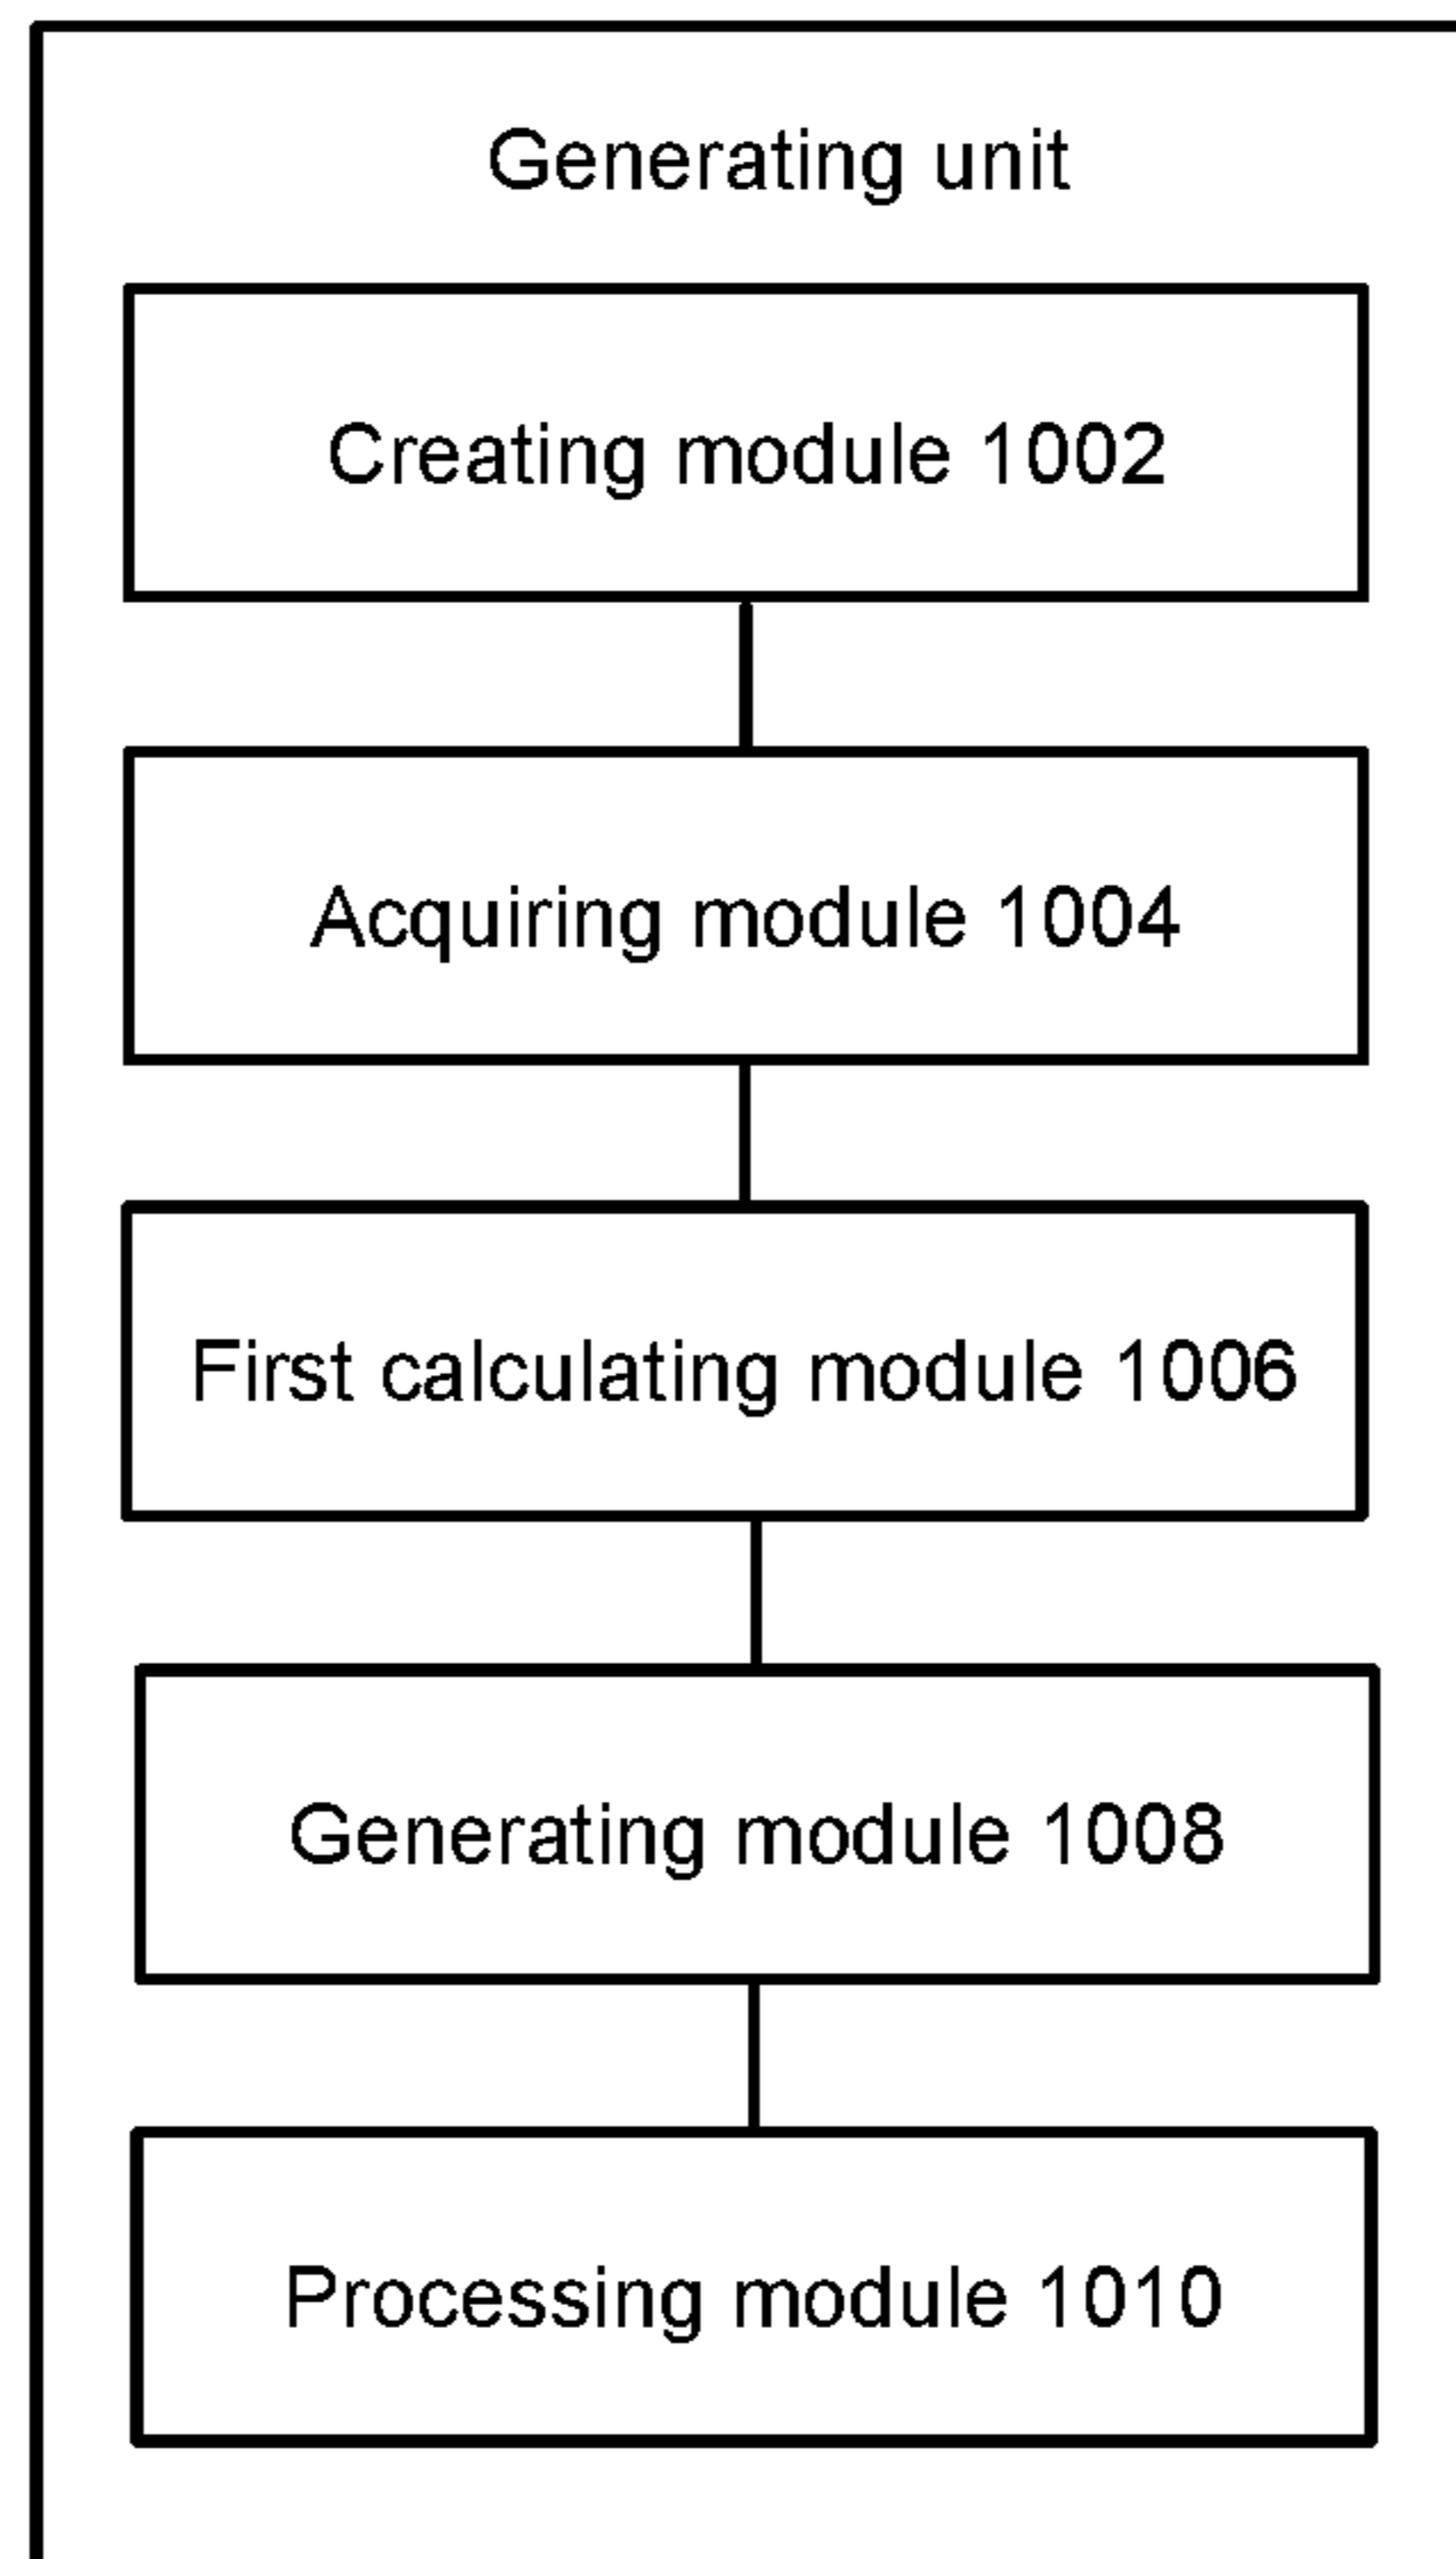 Generating unit
Creating module 1002
Acquiring module 1004
First calculating module 1006
Generating module 1008
Processing module 1010